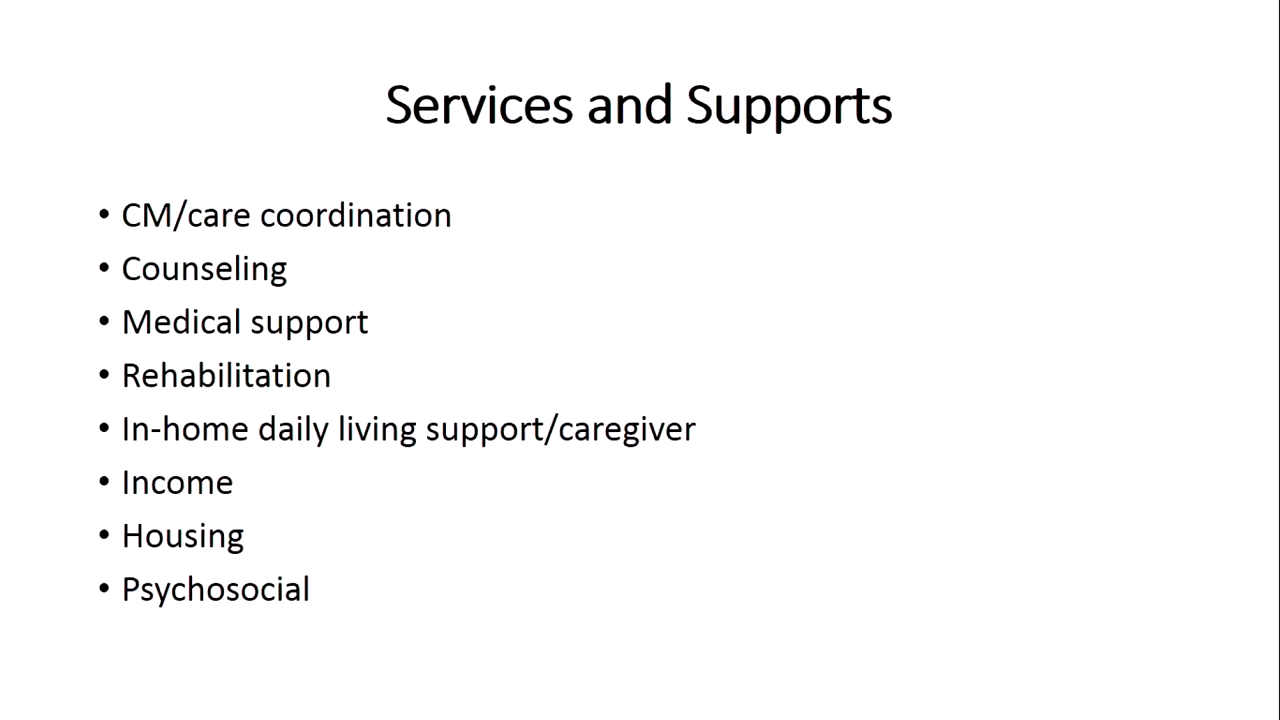 Services and Supports
• CM/care coordination
• Counseling
• Medical support
• Rehabilitation
• In-home daily living support/caregiver
• Income
• Housing
• Psychosocial